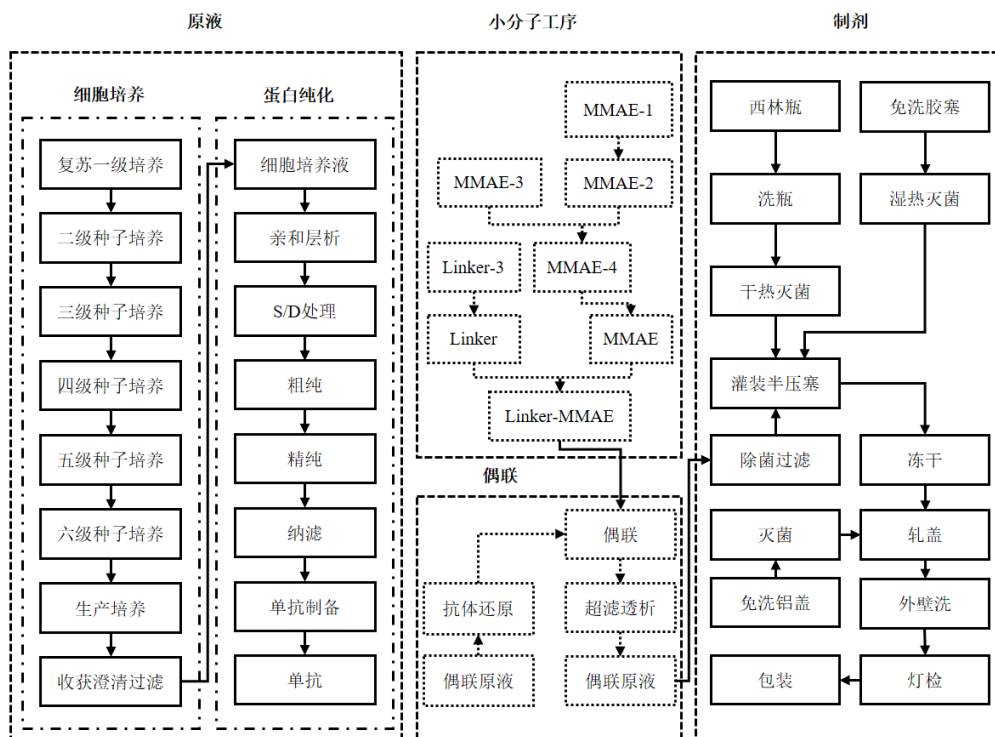 原液
小分子工序
制剂
细胞培养
蛋白纯化
复苏一级培养
二级种子培养
三级种子培养
四级种子培养
五级种子培养
六级种子培养
生产培养
收获澄清过滤
细胞培养液
亲和层析
S/D处理
粗纯
精纯
纳滤
单抗制备
单抗
MMAE-1
MMAE-3
MMAE-2
Linker-3
MMAE-4
Linker
MMAE
Linker-MMAE
偶联
偶联
抗体还原
超滤透析
偶联原液
偶联原液
西林瓶
免洗胶塞
洗瓶
湿热灭菌
干热灭菌
灌装半压塞
除菌过滤
冻干
灭菌
轧盖
免洗铝盖
外壁洗
包装
灯检